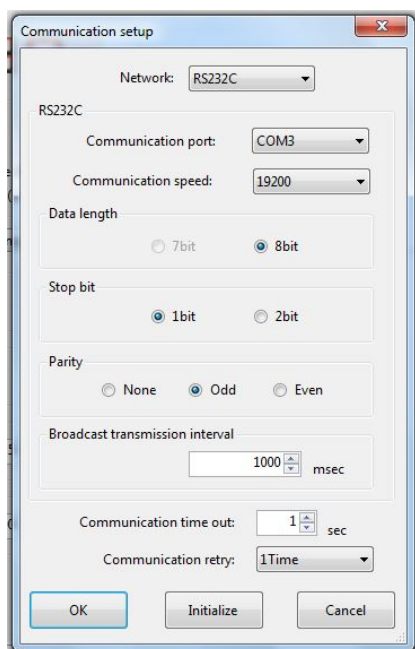 Communication setup
Network: RS232C
RS232C
Communication port: COM3
Communication speed: 19200
Data length
7bit 8bit
Stop bit
1bit 2bit
Parity
None Odd Even
Broadcast transmission interval
1000 msec
Communication time out: 1 sec
Communication retry: 1Time
OK Initialize Cancel